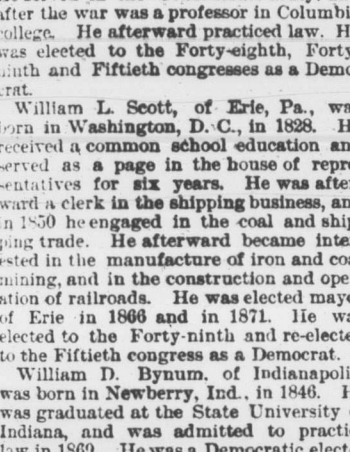 after the war was a professor in Columbi
college. He afterward practiced law. H
was elected to the Forty-eighth, Forty
ninth and Fiftieth congresses as a Demo
crat.
William L. Scott, of Erie, Pa., wa
born in Washington, D. C., in 1828. H
received a common school education an
served as a page in the house of repre
sentatives for six years. He was after
ward a clerk in the shipping business, an
in 1850 he engaged in the coal and ship
ping trade. He afterward became inte
ested in the manufacture of iron and coa
mining, and in the construction and ope
ation of railroads. He was elected mayo
of Erie in 1866 and in 1871. He wa
elected to the Forty-ninth and re-electe
to the Fiftieth congress as a Democrat.
William D. Bynum, of Indianapoli
was born in Newberry, Ind., in 1846. H
was graduated at the State University
Indiana, and was admitted to practi
law in 1869. He was a Democratic elect